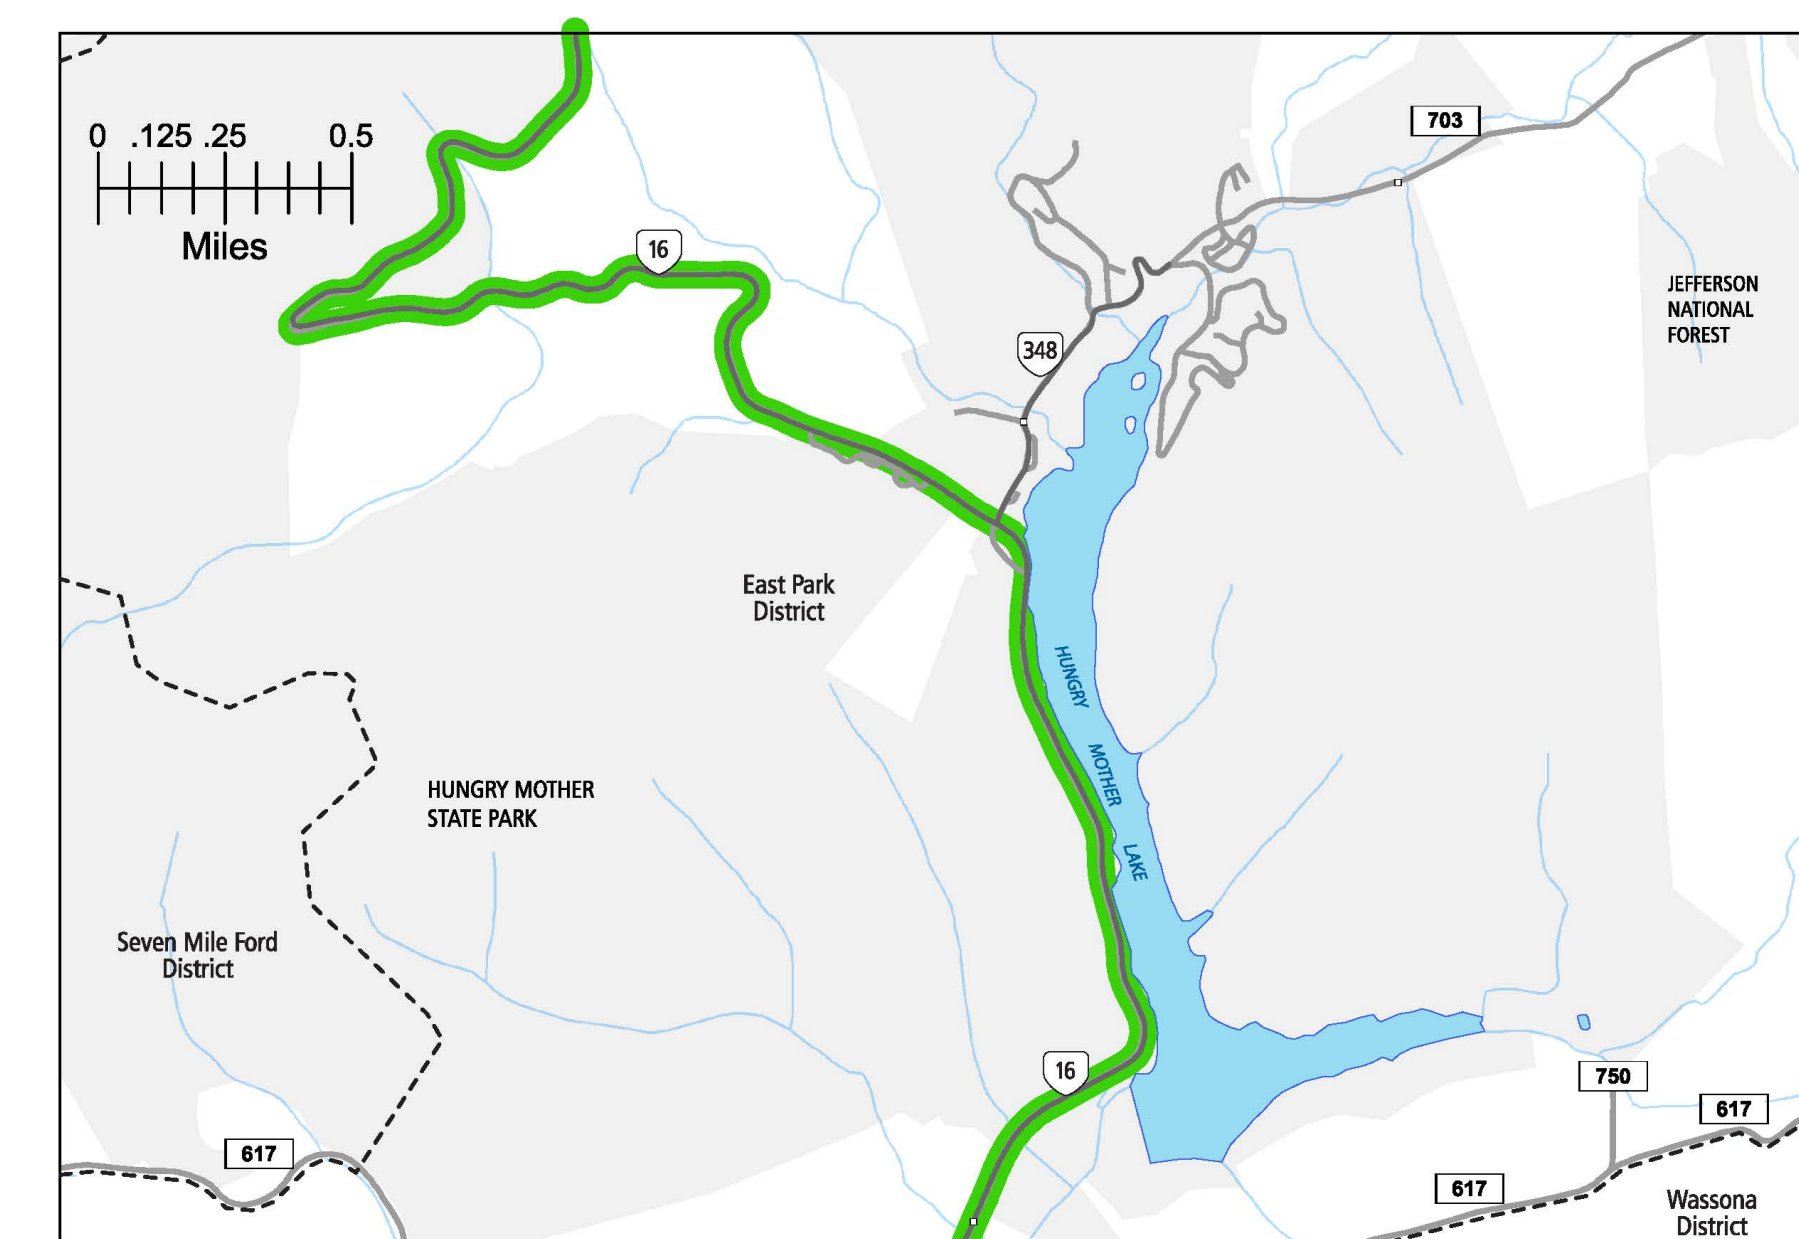 703
0 .125 .25 0.5
Miles
16
JEFFERSON
NATIONAL
FOREST
348
East Park
District
HUNGRY
MOTHER
LAKE
HUNGRY MOTHER
STATE PARK
Seven Mile Ford
District
16
750
617
617
617
Wassona
District